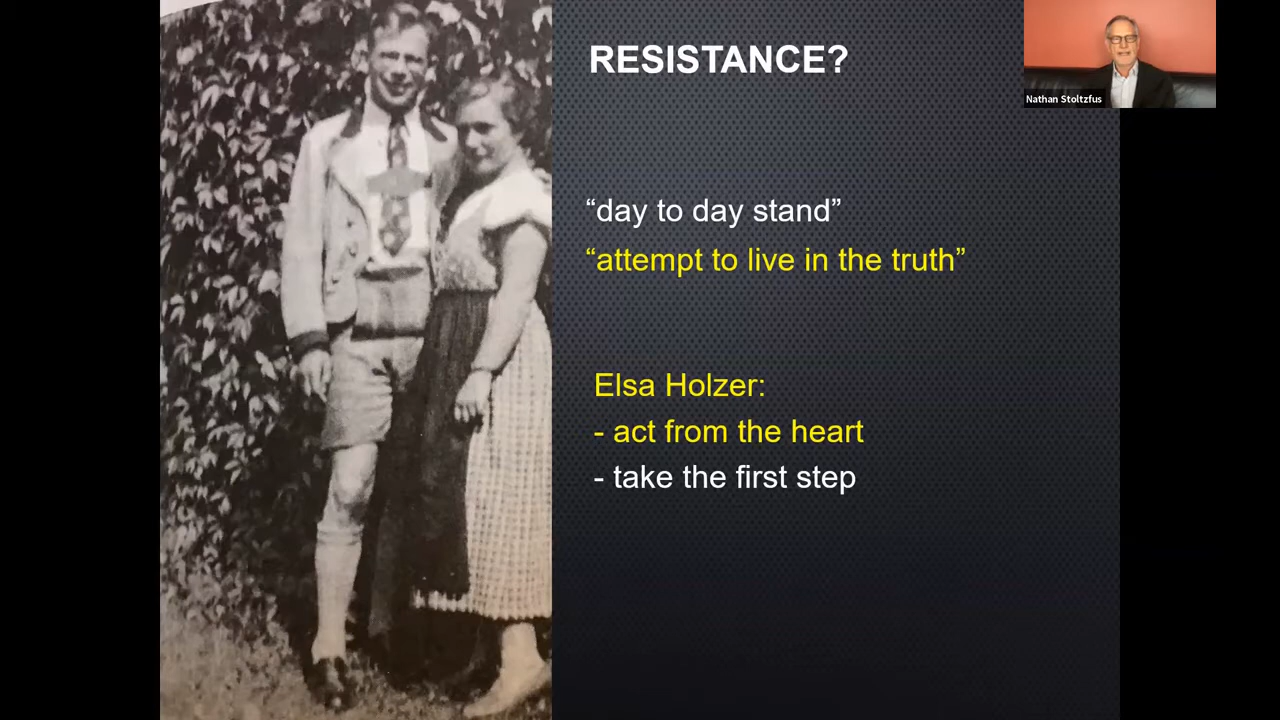 RESISTANCE?
Nathan Stoltzfus
“day to day stand”
“attempt to live in the truth”
Elsa Holzer:
- act from the heart
- take the first step